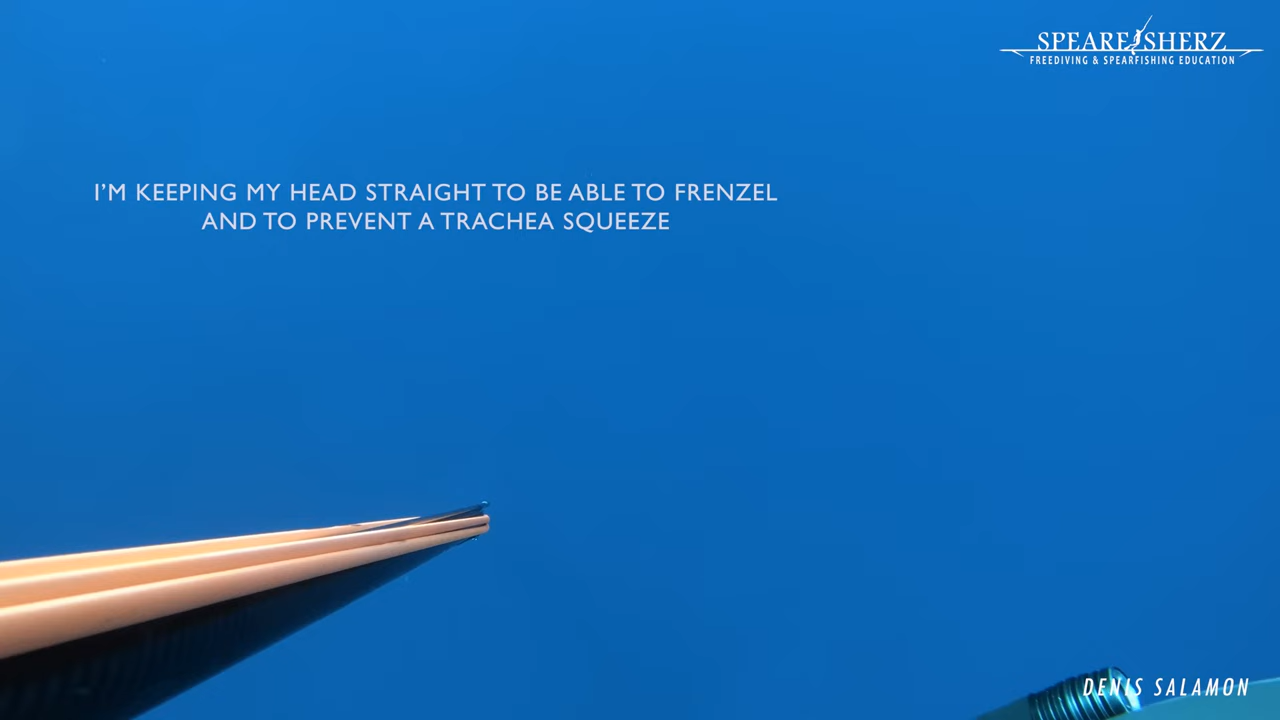 SPEARFISHERZ
FREEDIVING & SPEARFISHING EDUCATION
I'M KEEPING MY HEAD STRAIGHT TO BE ABLE TO FRENZEL
AND TO PREVENT A TRACHEA SQUEEZE
DENIS SALAMON